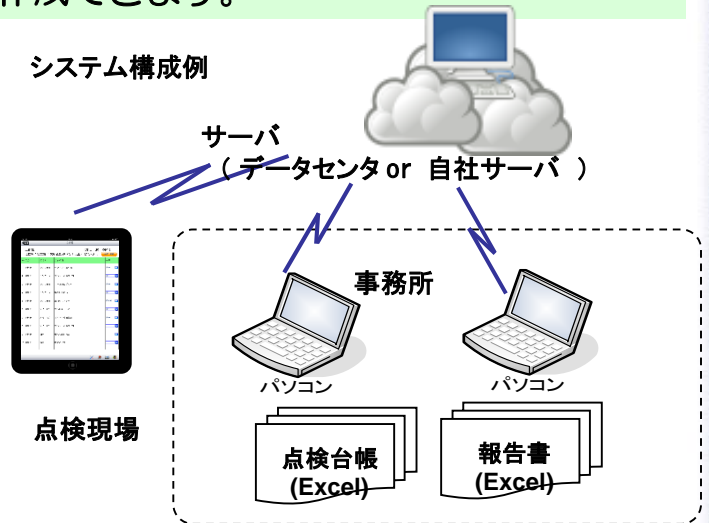 作成できます。
システム構成例
サーバ
( データセンタ or 自社サーバ )
事務所
パソコン
パソコン
点検現場
点検台帳
(Excel)
報告書
(Excel)